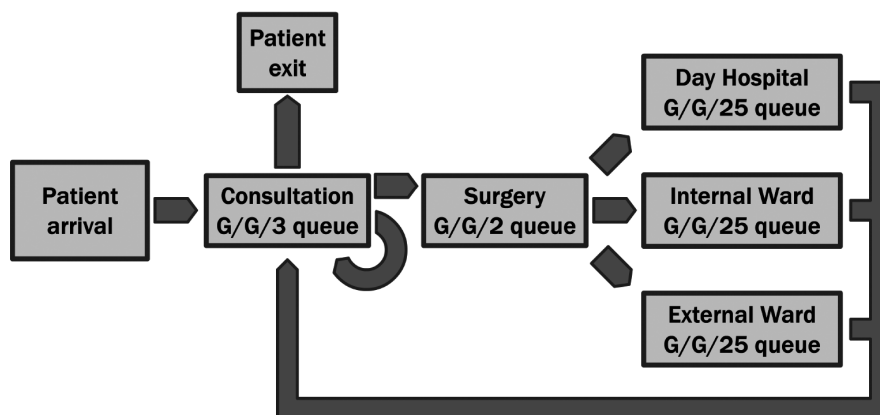 Patient
exit
Day Hospital
G/G/25 queue
Patient
arrival
Consultation
G/G/3 queue
Surgery
G/G/2 queue
Internal Ward
G/G/25 queue
External Ward
G/G/25 queue